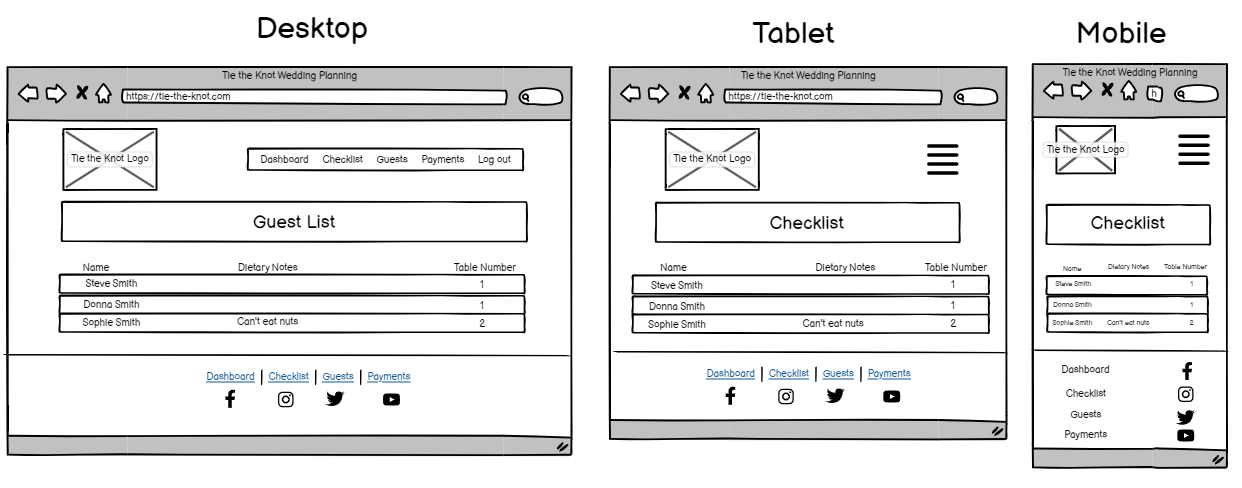 Desktop
Tie the Knot Wedding Planning
https://tie-the-knot.com
Tie the Knot Logo
Dashboard Checklist Guests Payments Log out
Guest List
Name Dietary Notes Table Number
Steve Smith 1
Donna Smith 1
Sophie Smith Can't eat nuts 2
Dashboard | Checklist | Guests | Payments
Tablet
Tie the Knot Wedding Planning
https://tie-the-knot.com
Tie the Knot Logo
Checklist
Name Dietary Notes Table Number
Steve Smith 1
Donna Smith 1
Sophie Smith Can't eat nuts 2
Dashboard | Checklist | Guests | Payments
Mobile
Tie the Knot Wedding Planning
h
Tie the Knot Logo
Checklist
Name Dietary Notes Table Number
Steve Smith 1
Donna Smith 1
Sophie Smith Can't eat nuts 2
Dashboard
Checklist
Guests
Payments